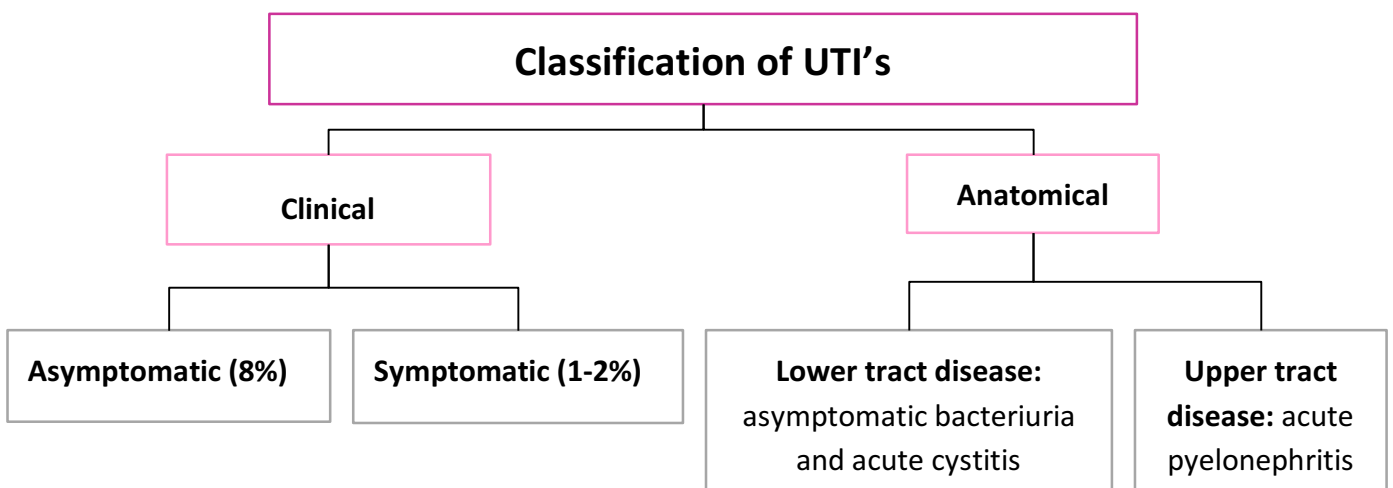 Classification of UTI’s
Clinical
Anatomical
Asymptomatic (8%)
Symptomatic (1-2%)
Lower tract disease:
asymptomatic bacteriuria
and acute cystitis
Upper tract
disease: acute
pyelonephritis